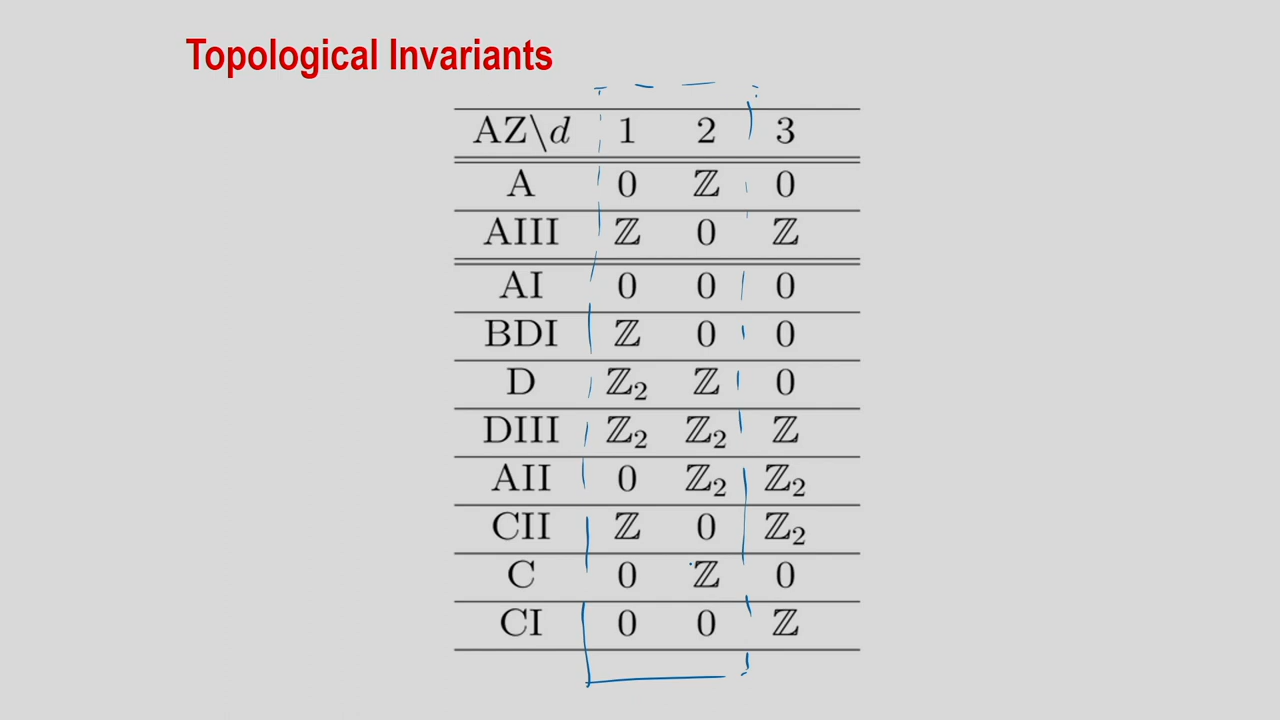 Topological Invariants
AZ\d 1 2 3
A 0 ℤ 0
AIII ℤ 0 ℤ
AI 0 0 0
BDI ℤ 0 0
D ℤ₂ ℤ 0
DIII ℤ₂ ℤ₂ ℤ
AII 0 ℤ₂ ℤ₂
CII ℤ 0 ℤ₂
C 0 ℤ 0
CI 0 0 ℤ